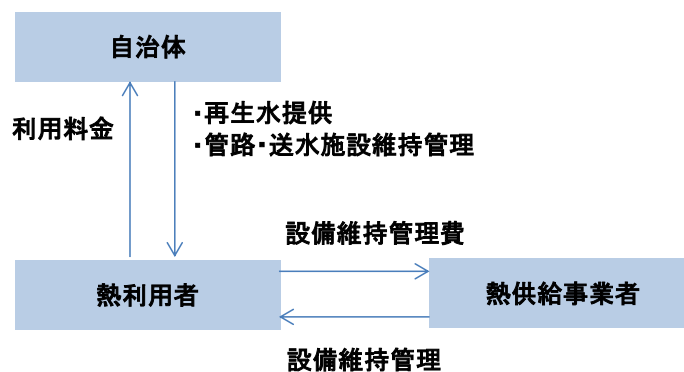 自治体
利用料金
・再生水提供
・管路・送水施設維持管理
設備維持管理費
熱利用者
熱供給事業者
設備維持管理